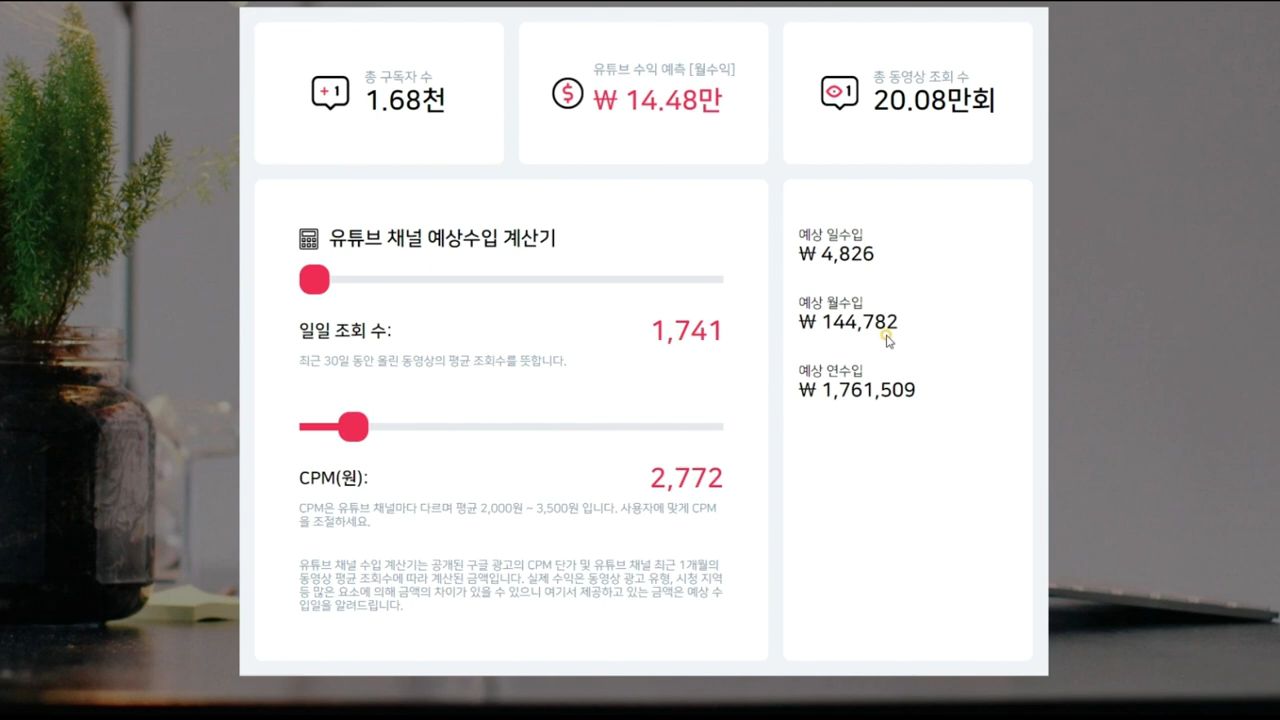 총 구독자 수
1.68천
유튜브 수익 예측 [월수익]
₩ 14.48만
총 동영상 조회 수
20.08만회
유튜브 채널 예상수입 계산기
일일 조회 수:
1,741
최근 30일 동안 올린 동영상의 평균 조회수를 뜻합니다.
CPM(원):
2,772
CPM은 유튜브 채널마다 다르며 평균 2,000원 ~ 3,500원 입니다. 사용자에 맞게 CPM
을 조절하세요.
유튜브 채널 수입 계산기는 공개된 구글 광고의 CPM 단가 및 유튜브 채널 최근 1개월의
동영상 평균 조회수에 따라 계산된 금액입니다. 실제 수익은 동영상 광고 유형, 시청 지역
등 많은 요소에 의해 금액의 차이가 있을 수 있으니 여기서 제공하고 있는 금액은 예상 수
입일을 알려드립니다.
예상 일수입
₩ 4,826
예상 월수입
₩ 144,782
예상 연수입
₩ 1,761,509